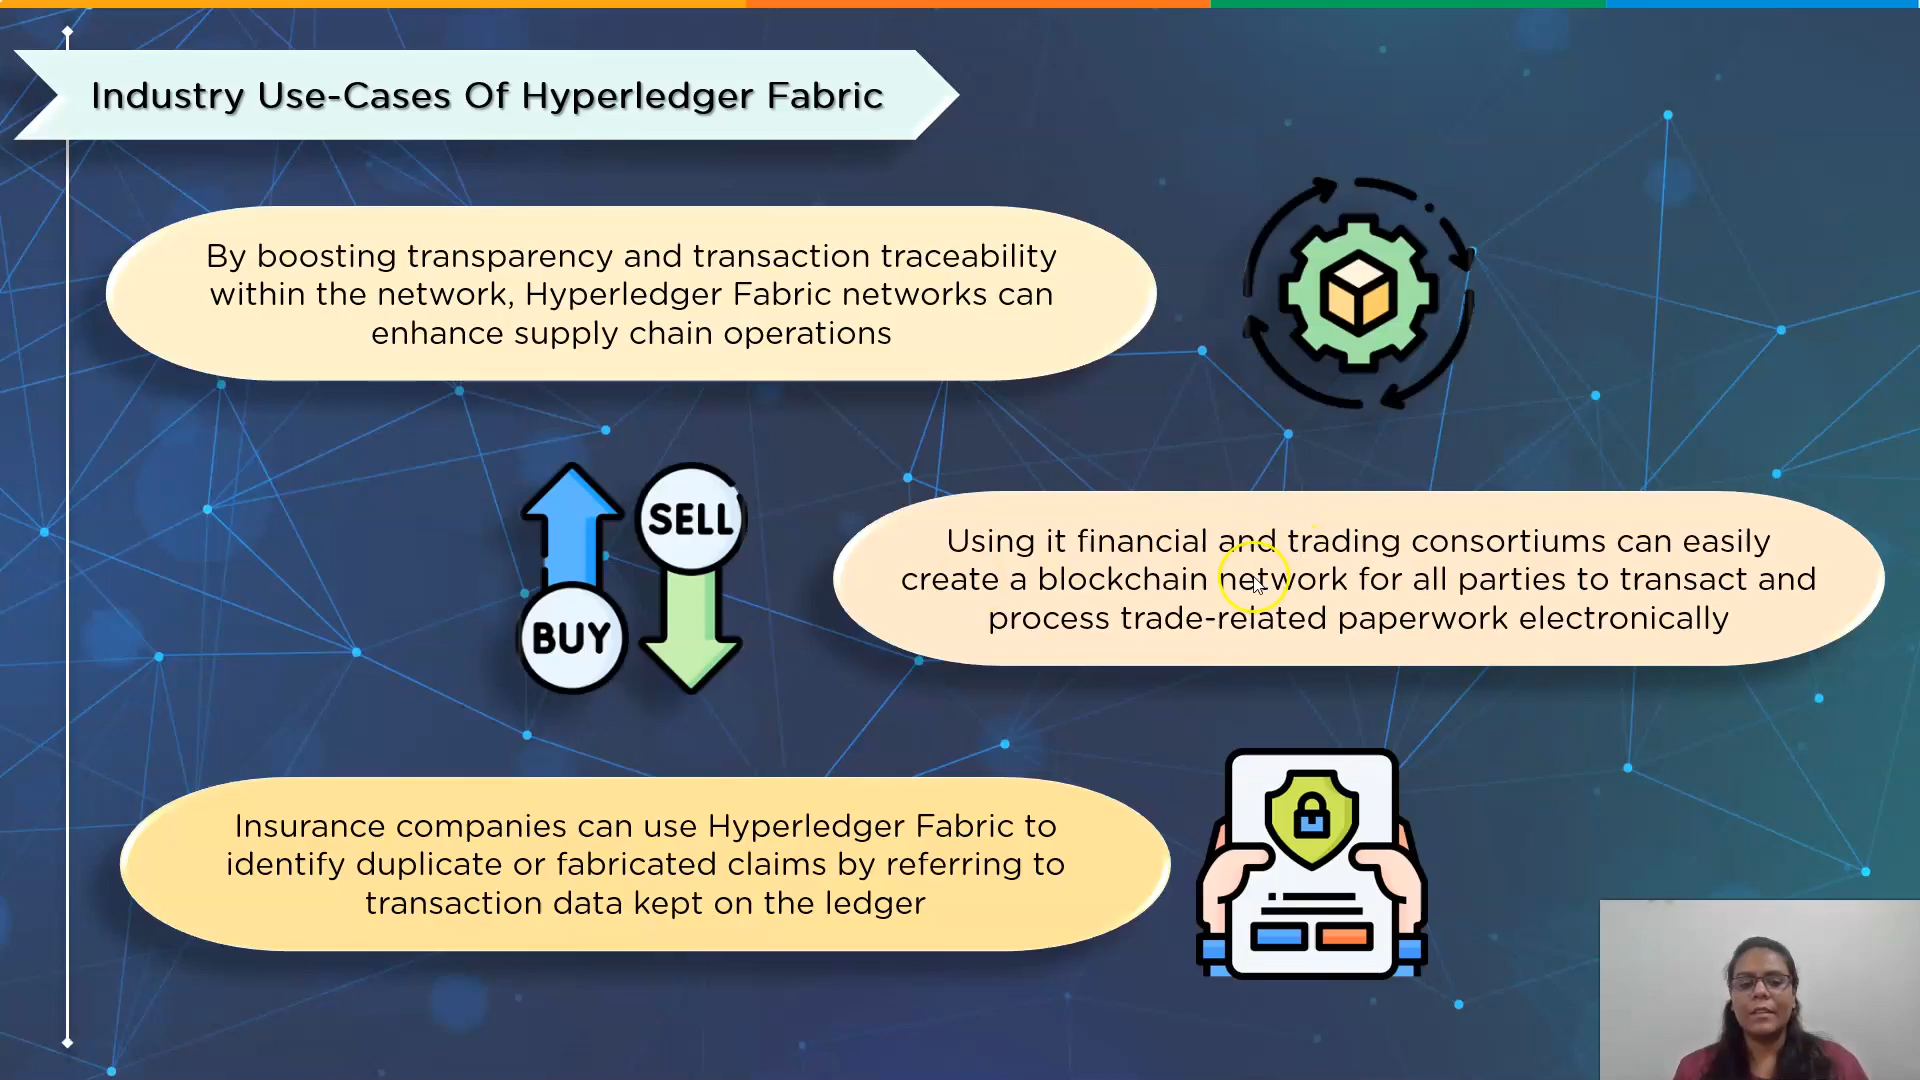 Industry Use-Cases Of Hyperledger Fabric
By boosting transparency and transaction traceability
within the network, Hyperledger Fabric networks can
enhance supply chain operations
SELL
BUY
Using it financial and trading consortiums can easily
create a blockchain network for all parties to transact and
process trade-related paperwork electronically
Insurance companies can use Hyperledger Fabric to
identify duplicate or fabricated claims by referring to
transaction data kept on the ledger